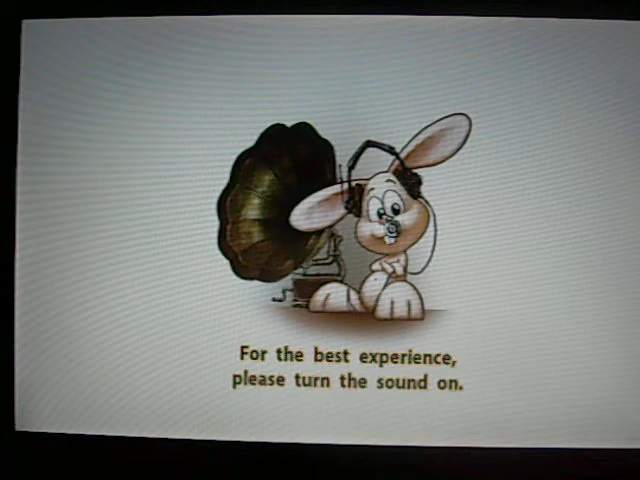 For the best experience,
please turn the sound on.